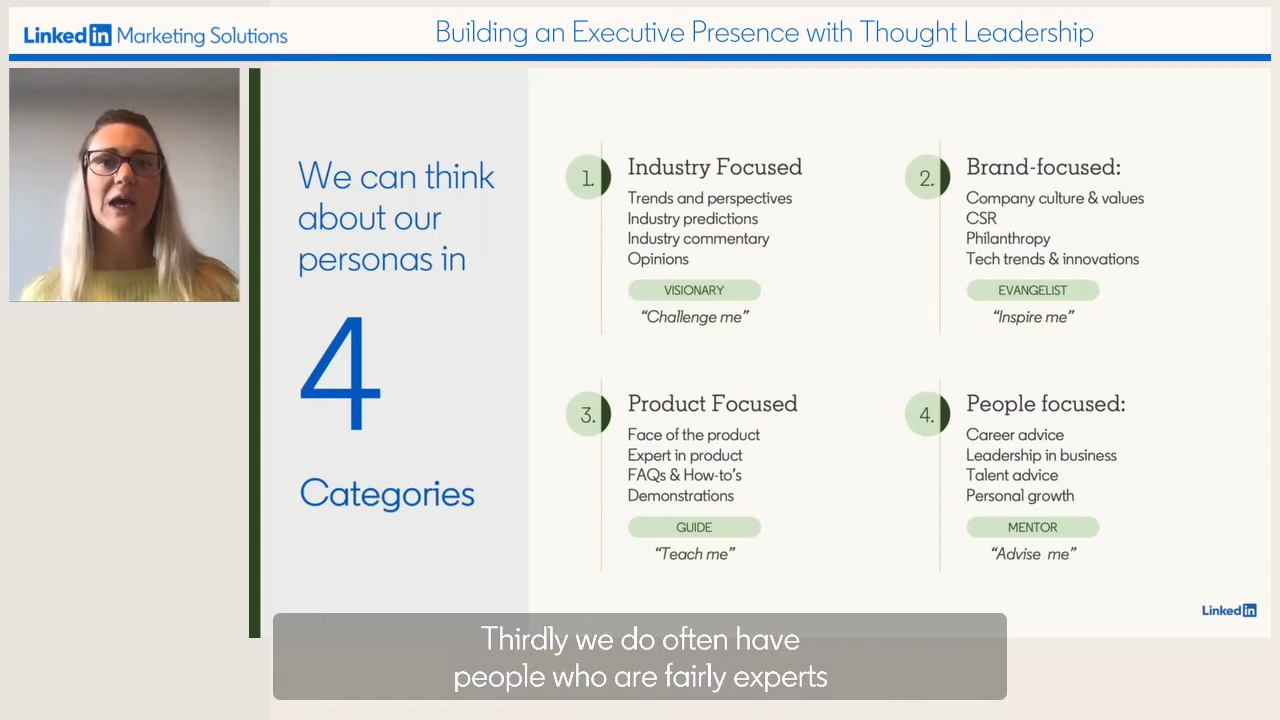 LinkedIn Marketing Solutions
Building an Executive Presence with Thought Leadership
We can think
about our
personas in
4
Categories
1.
Industry Focused
Trends and perspectives
Industry predictions
Industry commentary
Opinions
VISIONARY
“Challenge me”
2.
Brand-focused:
Company culture & values
CSR
Philanthropy
Tech trends & innovations
EVANGELIST
“Inspire me”
3.
Product Focused
Face of the product
Expert in product
FAQs & How-to’s
Demonstrations
GUIDE
“Teach me”
4.
People focused:
Career advice
Leadership in business
Talent advice
Personal growth
MENTOR
“Advise me”
LinkedIn
Thirdly we do often have
people who are fairly experts